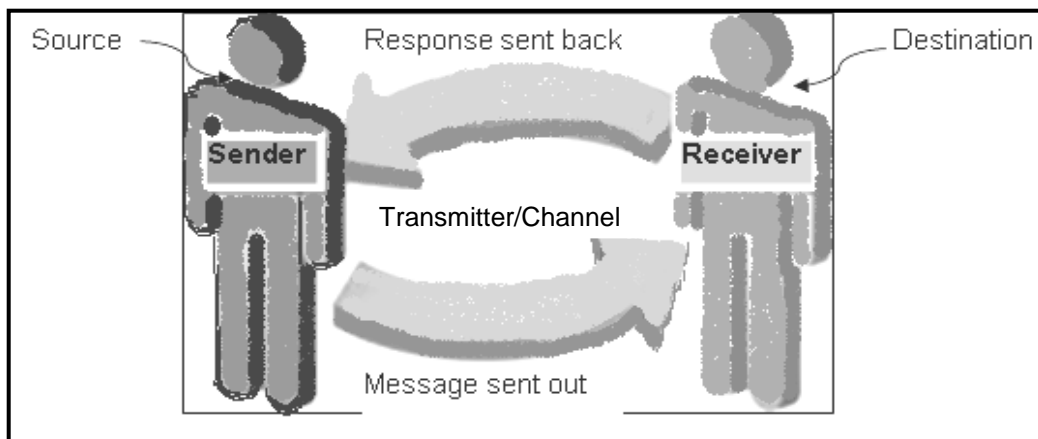 Source
Response sent back
Destination
Sender
Receiver
Transmitter/Channel
Message sent out